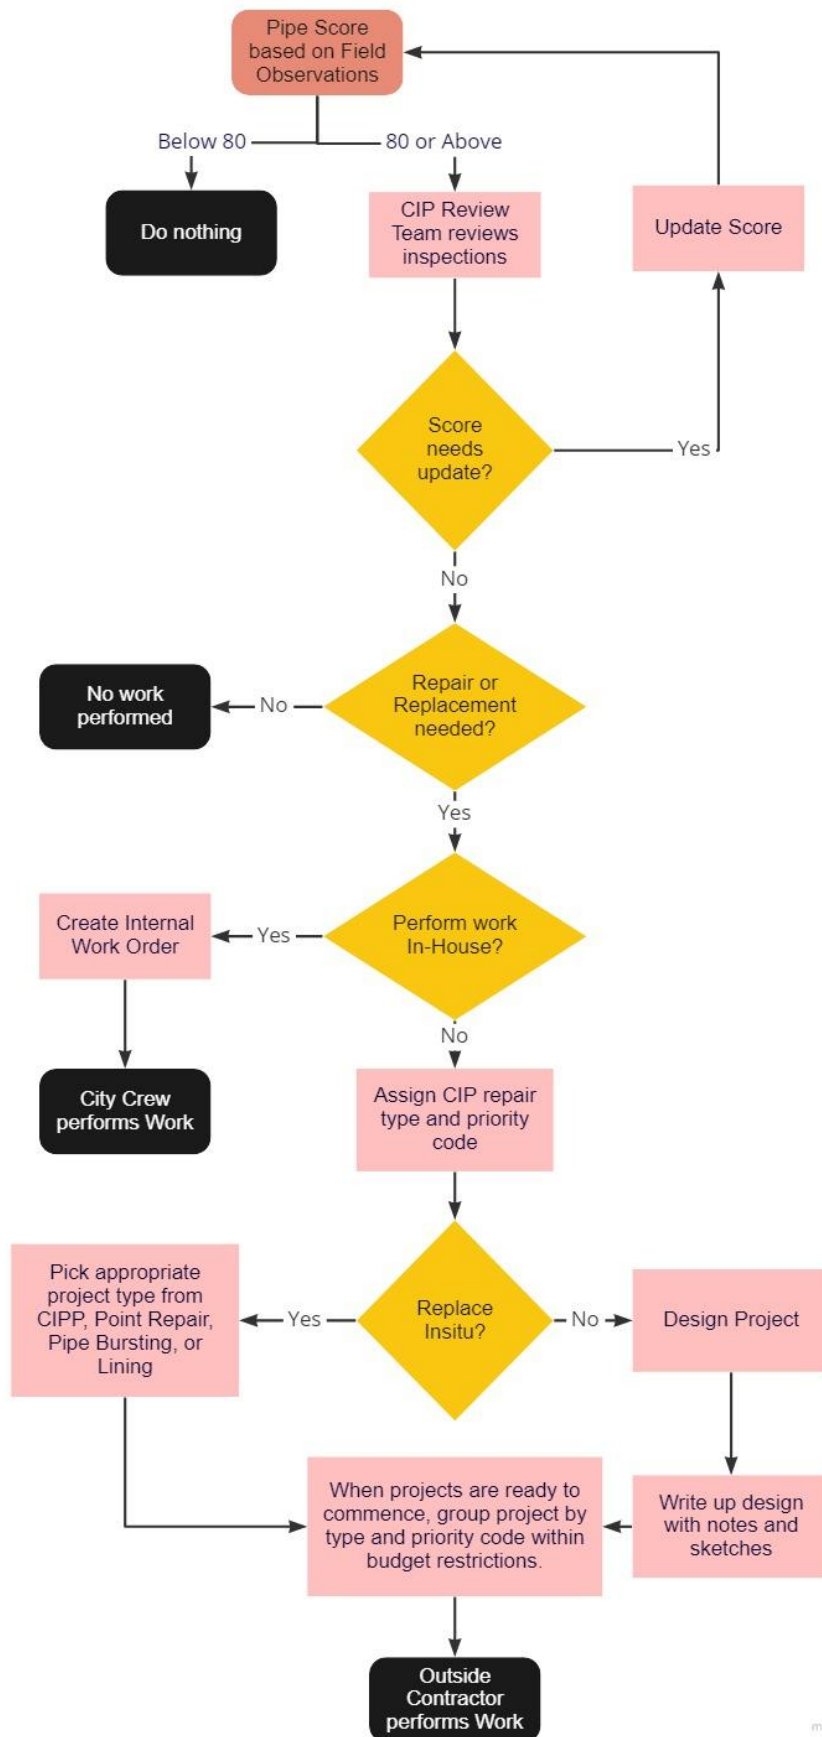 Pipe Score
based on Field
Observations
Below 80
80 or Above
Do nothing
CIP Review
Team reviews
inspections
Update Score
Score
needs
update?
Yes
No
No work
performed
No
Repair or
Replacement
needed?
Yes
Create Internal
Work Order
Yes
Perform work
In-House?
No
City Crew
performs Work
Assign CIP repair
type and priority
code
Pick appropriate
project type from
CIPP, Point Repair,
Pipe Bursting, or
Lining
Yes
Replace
Insitu?
No
Design Project
When projects are ready to
commence, group project by
type and priority code within
budget restrictions.
Write up design
with notes and
sketches
Outside
Contractor
performs Work